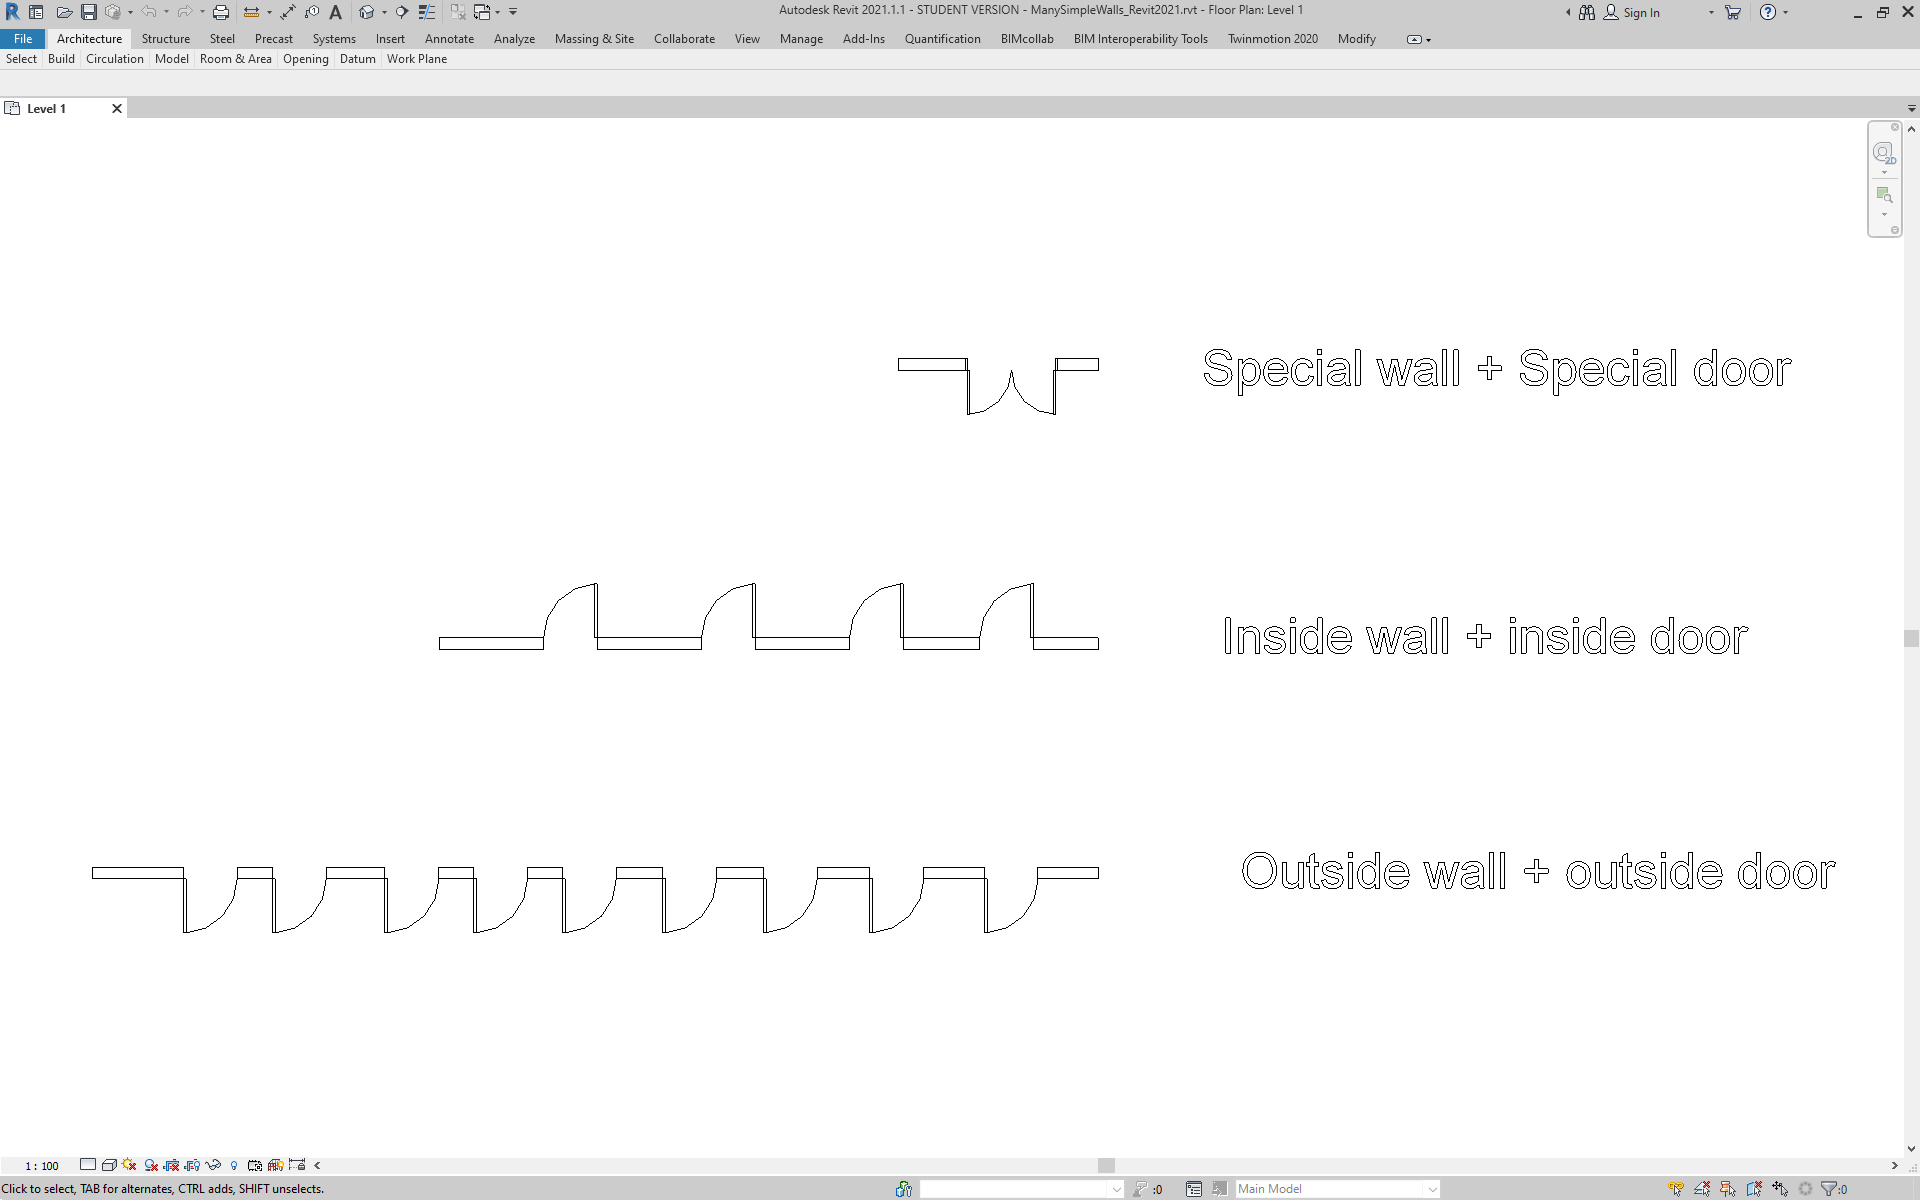 Autodesk Revit 2021.1.1 - STUDENT VERSION - ManySimpleWalls_Revit2021.rvt - Floor Plan: Level 1
Sign In
File Architecture Structure Steel Precast Systems Insert Annotate Analyze Massing & Site Collaborate View Manage Add-Ins Quantification BIMcollab BIM Interoperability Tools Twinmotion 2020 Modify
Select Build Circulation Model Room & Area Opening Datum Work Plane
Level 1
2D
Special wall + Special door
Inside wall + inside door
Outside wall + outside door
1 : 100
Click to select, TAB for alternates, CTRL adds, SHIFT unselects.
:0
Main Model
:0